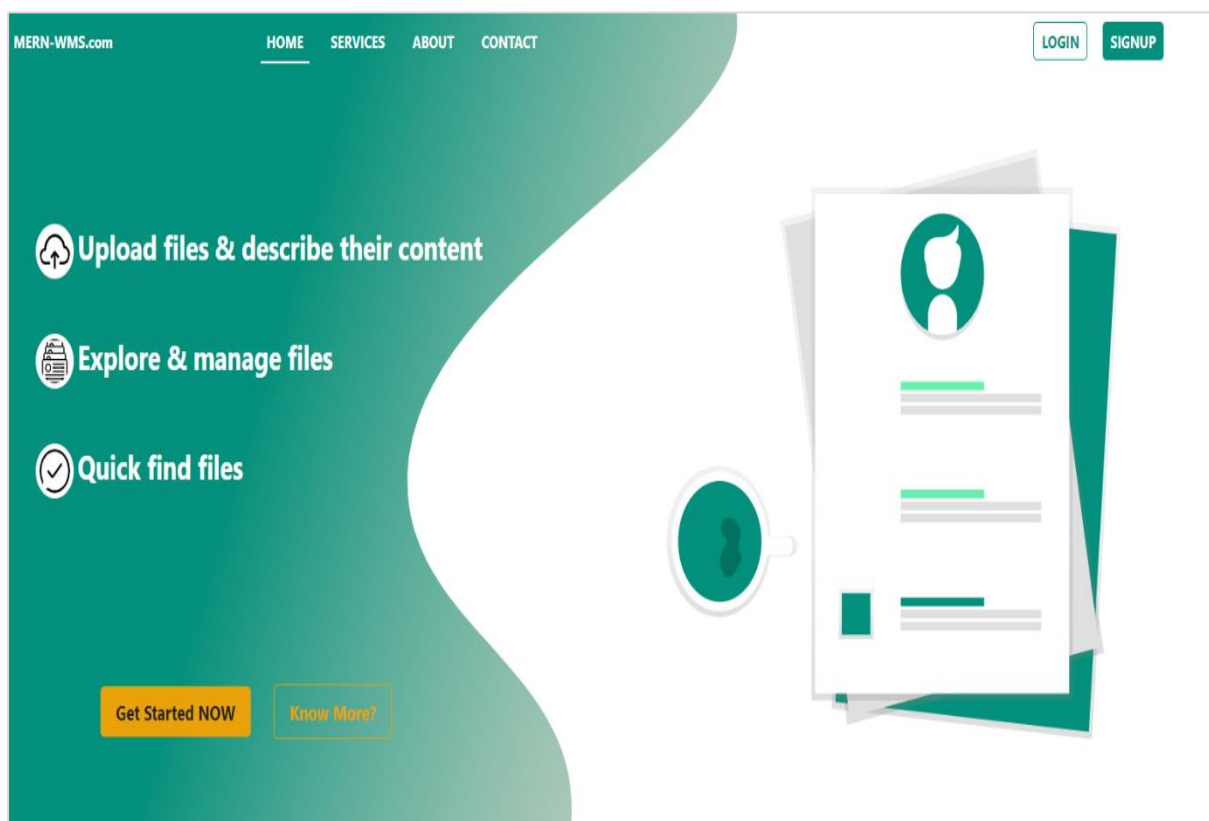 MERN-WMS.com HOME SERVICES ABOUT CONTACT LOGIN SIGNUP
Upload files & describe their content
Explore & manage files
Quick find files
Get Started NOW Know More?